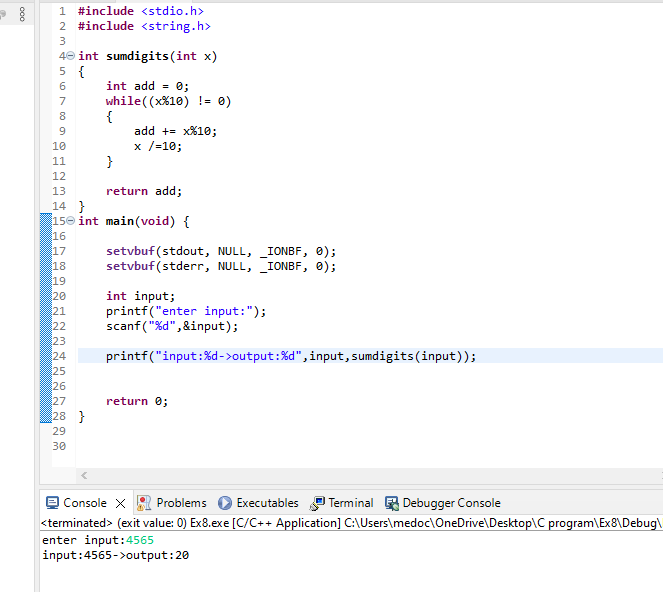 1 #include <stdio.h>
2 #include <string.h>
3
4 int sumdigits(int x)
5 {
6     int add = 0;
7     while((x%10) != 0)
8     {
9         add += x%10;
10         x /=10;
11     }
12
13     return add;
14 }
15 int main(void) {
16
17     setvbuf(stdout, NULL, _IONBF, 0);
18     setvbuf(stderr, NULL, _IONBF, 0);
19
20     int input;
21     printf("enter input:");
22     scanf("%d",&input);
23
24     printf("input:%d->output:%d",input,sumdigits(input));
25
26
27     return 0;
28 }
29
30
Console Problems Executables Terminal Debugger Console
<terminated> (exit value: 0) Ex8.exe [C/C++ Application] C:\Users\medoc\OneDrive\Desktop\C program\Ex8\Debug\
enter input:4565
input:4565->output:20